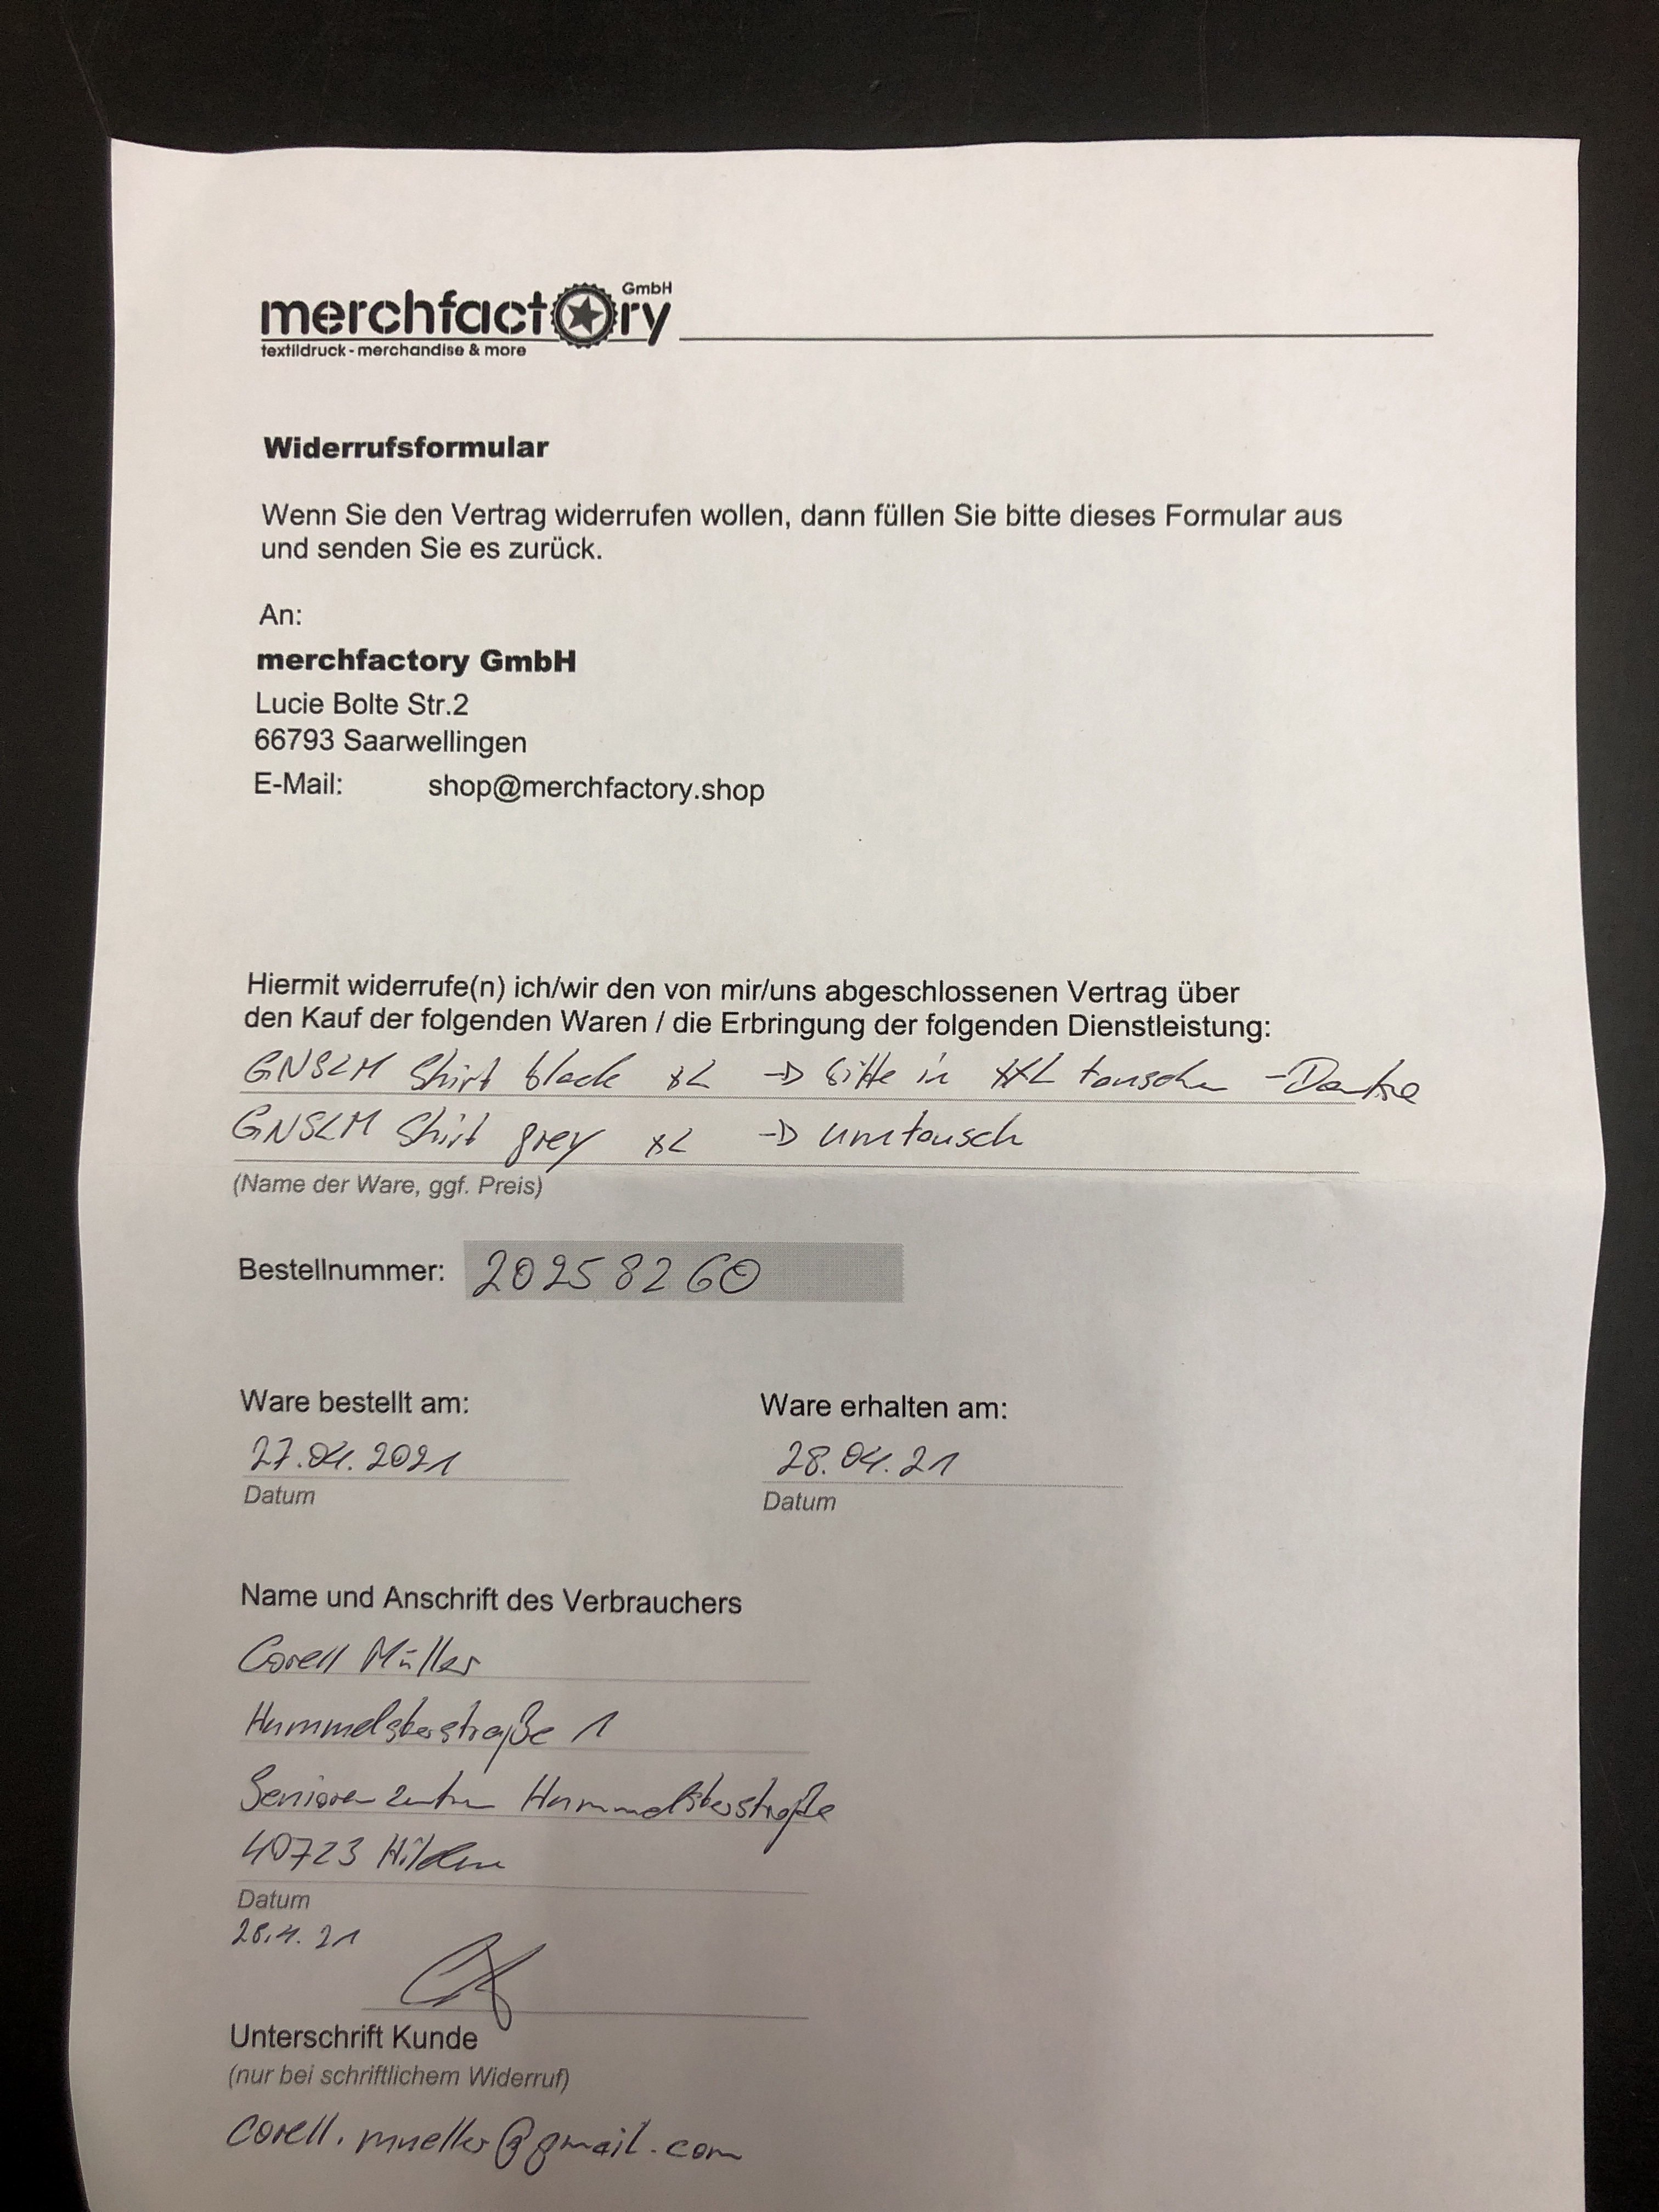 merchfactory GmbH
textildruck - merchandise & more
Widerrufsformular
Wenn Sie den Vertrag widerrufen wollen, dann füllen Sie bitte dieses Formular aus
und senden Sie es zurück.
An:
merchfactory GmbH
Lucie Bolte Str.2
66793 Saarwellingen
E-Mail: shop@merchfactory.shop
Hiermit widerrufe(n) ich/wir den von mir/uns abgeschlossenen Vertrag über
den Kauf der folgenden Waren / die Erbringung der folgenden Dienstleistung:
GNSLM Shirt black XL → bitte in XXL tauschen - Danke
GNSLM Shirt grey XL → Umtausch
(Name der Ware, ggf. Preis)
Bestellnummer: 20258260
Ware bestellt am: Ware erhalten am:
27.04.2021 28.04.21
Datum Datum
Name und Anschrift des Verbrauchers
Corell Müller
Hummelsterstraße 1
Seniorenzentrum Hummelsterstraße
40723 Hilden
Datum
28.4.21
Unterschrift Kunde
(nur bei schriftlichem Widerruf)
corell.mueller@gmail.com